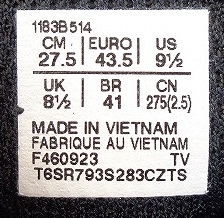 1183B514
CM EURO US
27.5 43.5 9½
UK BR CN
8½ 41 275(2.5)
MADE IN VIETNAM
FABRIQUE AU VIETNAM
F460923 TV
T6SR793S283CZTS